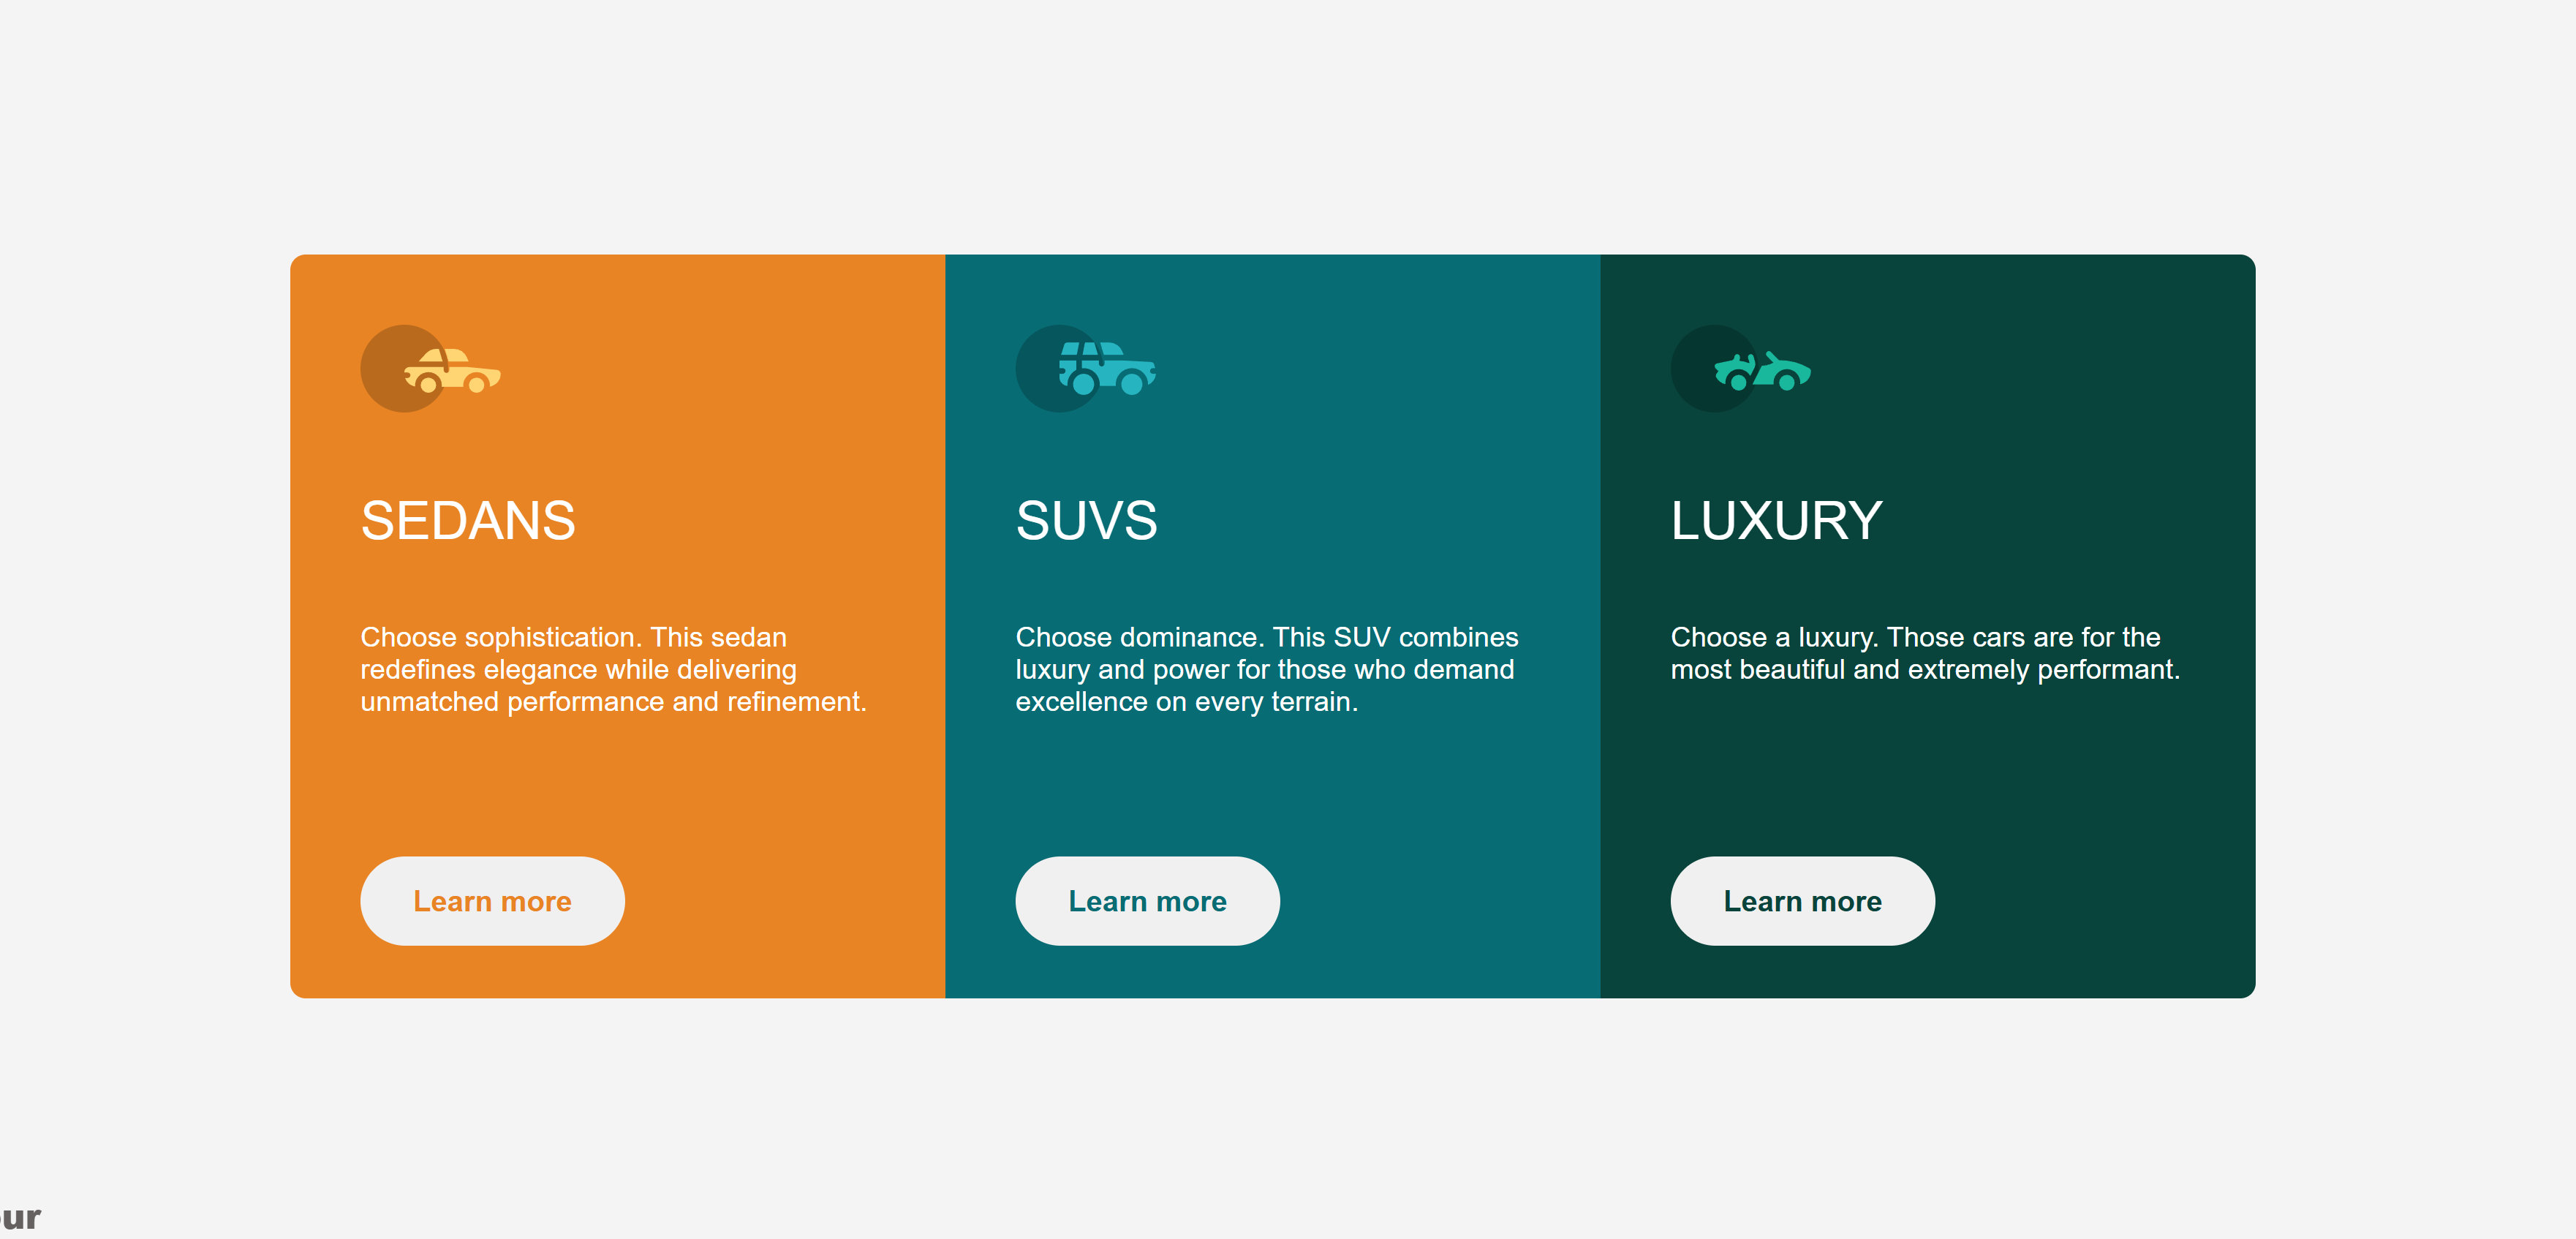 SEDANS
Choose sophistication. This sedan
redefines elegance while delivering
unmatched performance and refinement.
Learn more
SUVS
Choose dominance. This SUV combines
luxury and power for those who demand
excellence on every terrain.
Learn more
LUXURY
Choose a luxury. Those cars are for the
most beautiful and extremely performant.
Learn more